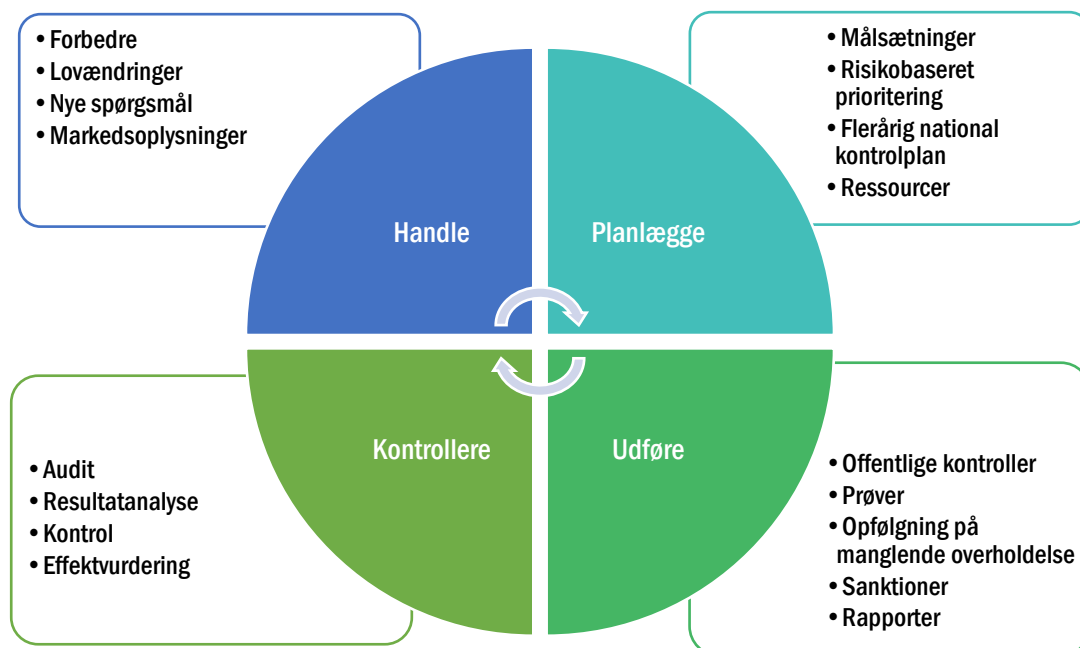 • Forbedre
• Lovændringer
• Nye spørgsmål
• Markedsoplysninger
• Målsætninger
• Risikobaseret
prioritering
• Flerårig national
kontrolplan
• Ressourcer
Handle
Planlægge
Kontrollere
Udføre
• Audit
• Resultatanalyse
• Kontrol
• Effektvurdering
• Offentlige kontroller
• Prøver
• Opfølgning på
manglende overholdelse
• Sanktioner
• Rapporter